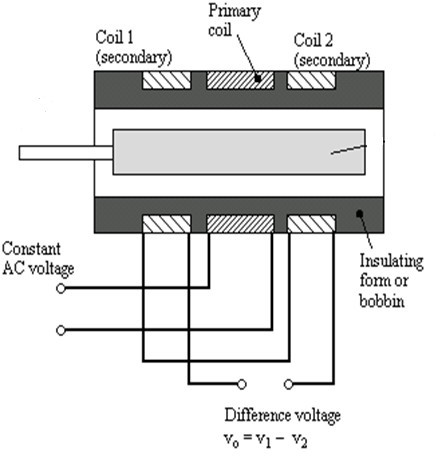 Primary
coil
Coil 1
(secondary)
Coil 2
(secondary)
Constant
AC voltage
Insulating
form or
bobbin
Difference voltage
v₀ = v₁ − v₂